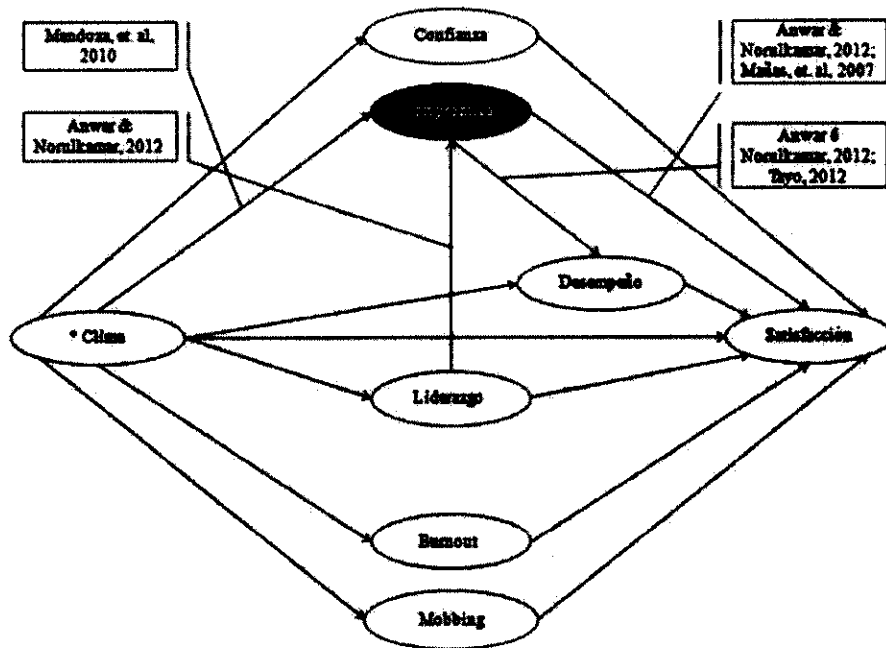 Mendoza, et. al,
2010
Confianza
Anwar &
Norulkamar, 2012;
Mañas, et. al, 2007
Anwar &
Norulkamar, 2012
Anwar &
Norulkamar, 2012;
Tayo, 2012
Desempeño
* Clima
Satisfacción
Liderazgo
Burnout
Mobbing